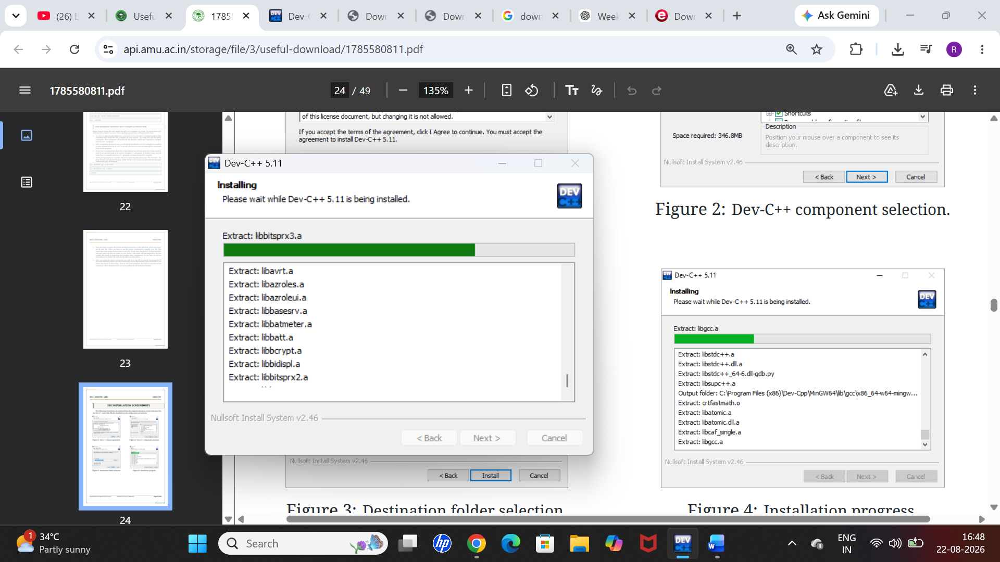 (26) L
Usefu
1785
Dev-C
Down
Down
down
Week
Down
Ask Gemini
api.amu.ac.in/storage/file/3/useful-download/1785580811.pdf
R
1785580811.pdf
24 / 49
135%
22
23
IDE INSTALLATION SCREENSHOTS
24
of this license document, but changing it is not allowed.
If you accept the terms of the agreement, click I Agree to continue. You must accept the
agreement to install Dev-C++ 5.11.
Shortcuts
Description
Space required: 346.8MB
Position your mouse over a component to see its
description.
Nullsoft Install System v2.46
< Back
Next >
Cancel
Figure 2: Dev-C++ component selection.
Dev-C++ 5.11
Installing
Please wait while Dev-C++ 5.11 is being installed.
DEV
C++
Extract: libbitsprx3.a
Extract: libavrt.a
Extract: libazroles.a
Extract: libazroleui.a
Extract: libbasesrv.a
Extract: libbatmeter.a
Extract: libbatt.a
Extract: libbcrypt.a
Extract: libbidispl.a
Extract: libbitsprx2.a
Nullsoft Install System v2.46
< Back
Next >
Cancel
Nullsoft Install System v2.46
< Back
Install
Cancel
Figure 3: Destination folder selection
Dev-C++ 5.11
Installing
Please wait while Dev-C++ 5.11 is being installed.
DEV
C++
Extract: libgcc.a
Extract: libstdc++.a
Extract: libstdc++.dll.a
Extract: libstdc++_64-6.dll-gdb.py
Extract: libsupc++.a
Output folder: C:\Program Files (x86)\Dev-Cpp\MinGW64\lib\gcc\x86_64-w64-mingw...
Extract: crtfastmath.o
Extract: libatomic.a
Extract: libatomic.dll.a
Extract: libcaf_single.a
Extract: libgcc.a
Nullsoft Install System v2.46
< Back
Next >
Cancel
Figure 4: Installation progress
1
34°C
Partly sunny
Search
ENG
IN
16:48
22-08-2026